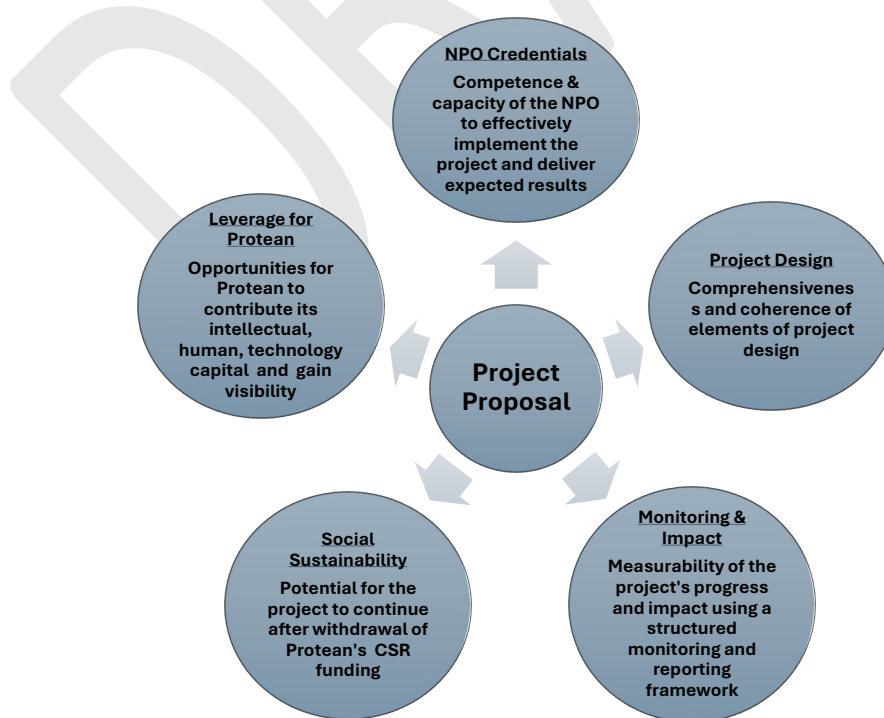 NPO Credentials
Competence &
capacity of the NPO
to effectively
implement the
project and deliver
expected results
Leverage for
Protean
Opportunities for
Protean to
contribute its
intellectual,
human, technology
capital and gain
visibility
Project Design
Comprehensivenes
s and coherence of
elements of project
design
Project
Proposal
Social
Sustainability
Potential for the
project to continue
after withdrawal of
Protean's CSR
funding
Monitoring &
Impact
Measurability of the
project's progress
and impact using a
structured
monitoring and
reporting
framework